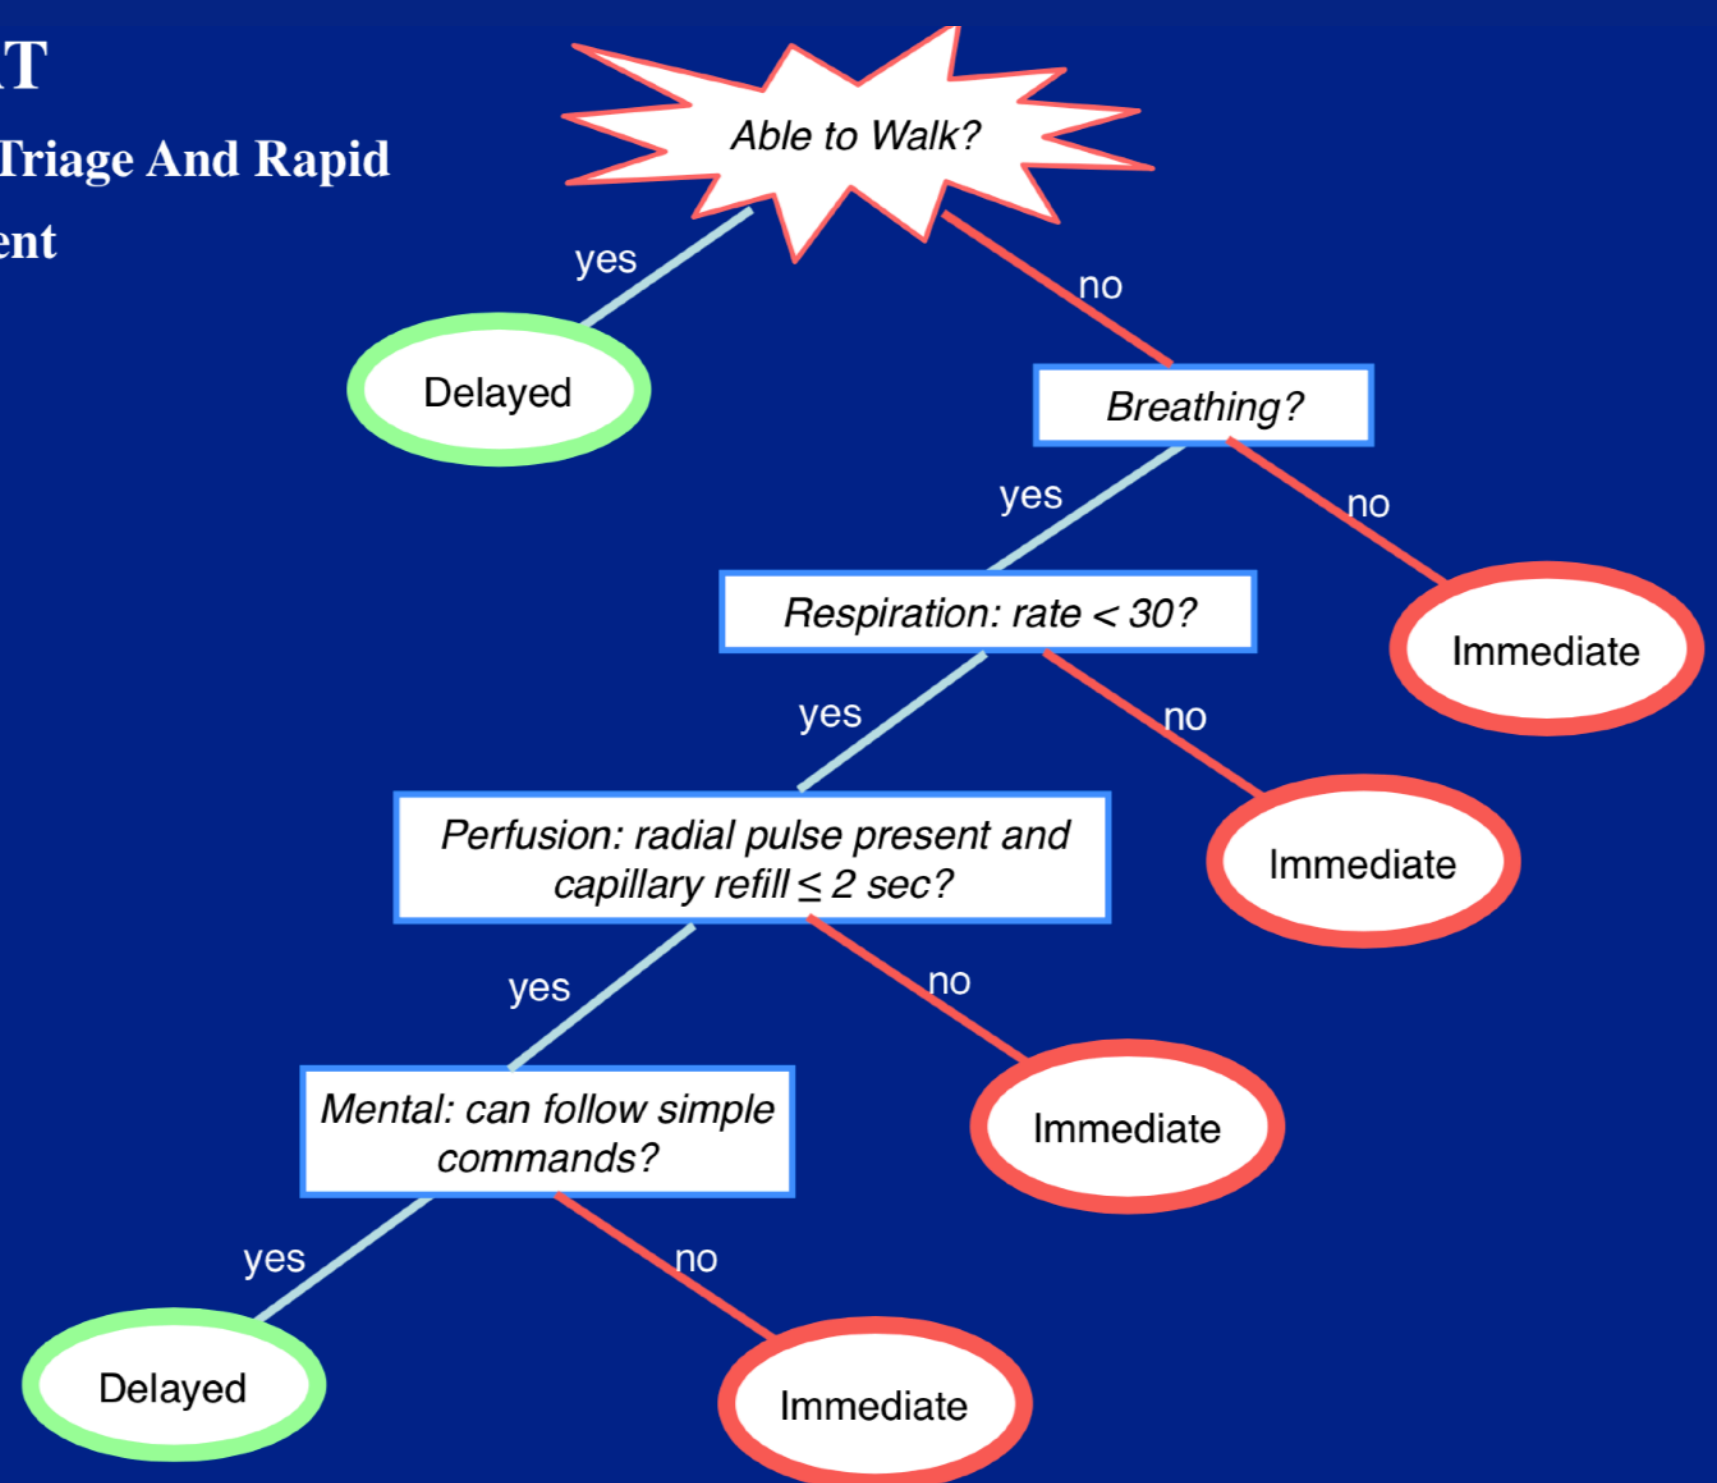 Triage And Rapid
Able to Walk?
yes
no
Delayed
Breathing?
yes
no
Respiration: rate < 30?
Immediate
yes
no
Perfusion: radial pulse present and
capillary refill ≤ 2 sec?
Immediate
yes
no
Mental: can follow simple
commands?
Immediate
yes
no
Delayed
Immediate